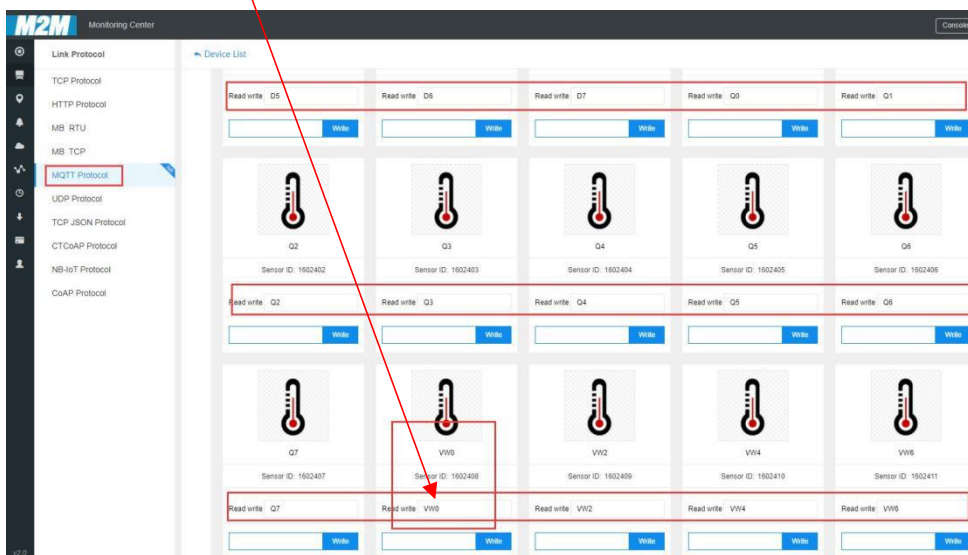 M2M Monitoring Center Console
Link Protocol
Device List
TCP Protocol
HTTP Protocol
MB RTU
MB TCP
MQTT Protocol
UDP Protocol
TCP JSON Protocol
CTCoAP Protocol
NB-IoT Protocol
CoAP Protocol
v2.0
Read write D5 Read write D6 Read write D7 Read write Q0 Read write Q1
Write Write Write Write Write
Q2 Q3 Q4 Q5 Q6
Sensor ID: 1602402 Sensor ID: 1602403 Sensor ID: 1602404 Sensor ID: 1602405 Sensor ID: 1602406
Read write Q2 Read write Q3 Read write Q4 Read write Q5 Read write Q6
Write Write Write Write Write
Q7 VW0 VW2 VW4 VW6
Sensor ID: 1602407 Sensor ID: 1602408 Sensor ID: 1602409 Sensor ID: 1602410 Sensor ID: 1602411
Read write Q7 Read write VW0 Read write VW2 Read write VW4 Read write VW6
Write Write Write Write Write